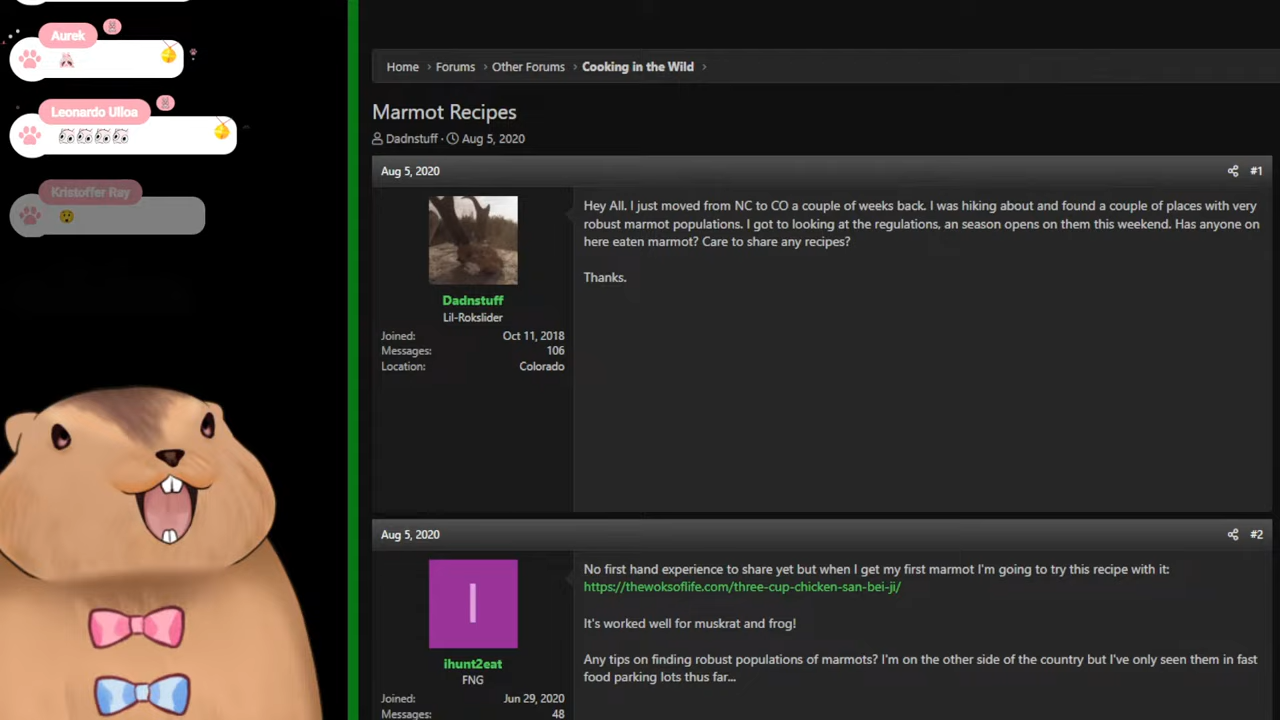 Aurek
Leonardo Ulloa
Kristoffer Ray
Home > Forums > Other Forums > Cooking in the Wild >
Marmot Recipes
Dadnstuff · Aug 5, 2020
Aug 5, 2020 #1
Hey All. I just moved from NC to CO a couple of weeks back. I was hiking about and found a couple of places with very
robust marmot populations. I got to looking at the regulations, an season opens on them this weekend. Has anyone on
here eaten marmot? Care to share any recipes?
Thanks.
Dadnstuff
Lil-Rokslider
Joined: Oct 11, 2018
Messages: 106
Location: Colorado
Aug 5, 2020 #2
No first hand experience to share yet but when I get my first marmot I'm going to try this recipe with it:
https://thewoksoflife.com/three-cup-chicken-san-bei-ji/
It's worked well for muskrat and frog!
Any tips on finding robust populations of marmots? I'm on the other side of the country but I've only seen them in fast
food parking lots thus far...
I
ihunt2eat
FNG
Joined: Jun 29, 2020
Messages: 48